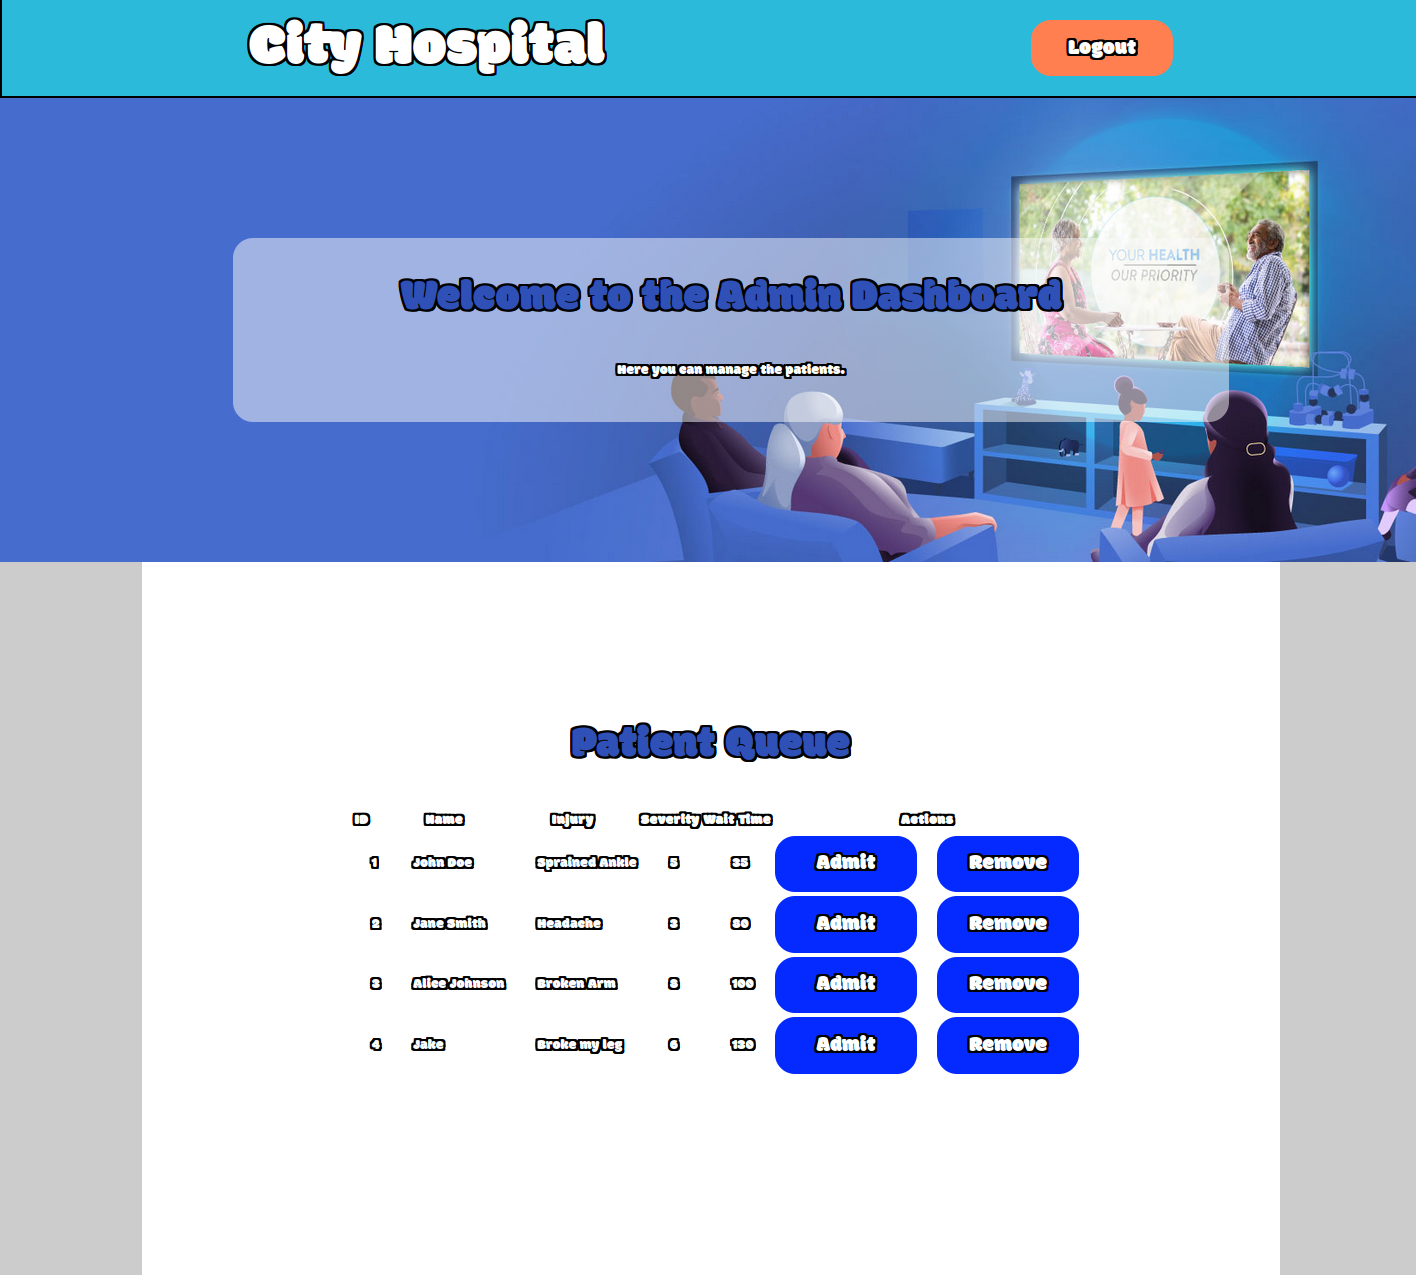 City Hospital
Logout
YOUR HEALTH
OUR PRIORITY
Welcome to the Admin Dashboard
Here you can manage the patients.
Patient Queue
ID Name Injury Severity Wait Time Actions
1 John Doe Sprained Ankle 5 35 Admit Remove
2 Jane Smith Headache 3 80 Admit Remove
3 Alice Johnson Broken Arm 8 100 Admit Remove
4 Jake Broke my leg 6 130 Admit Remove